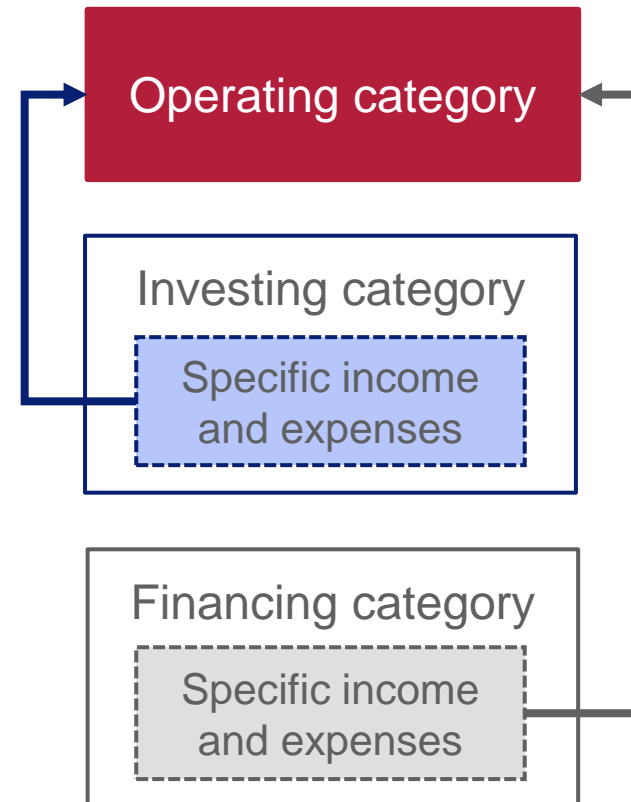 Operating category
Investing category
Specific income
and expenses
Financing category
Specific income
and expenses